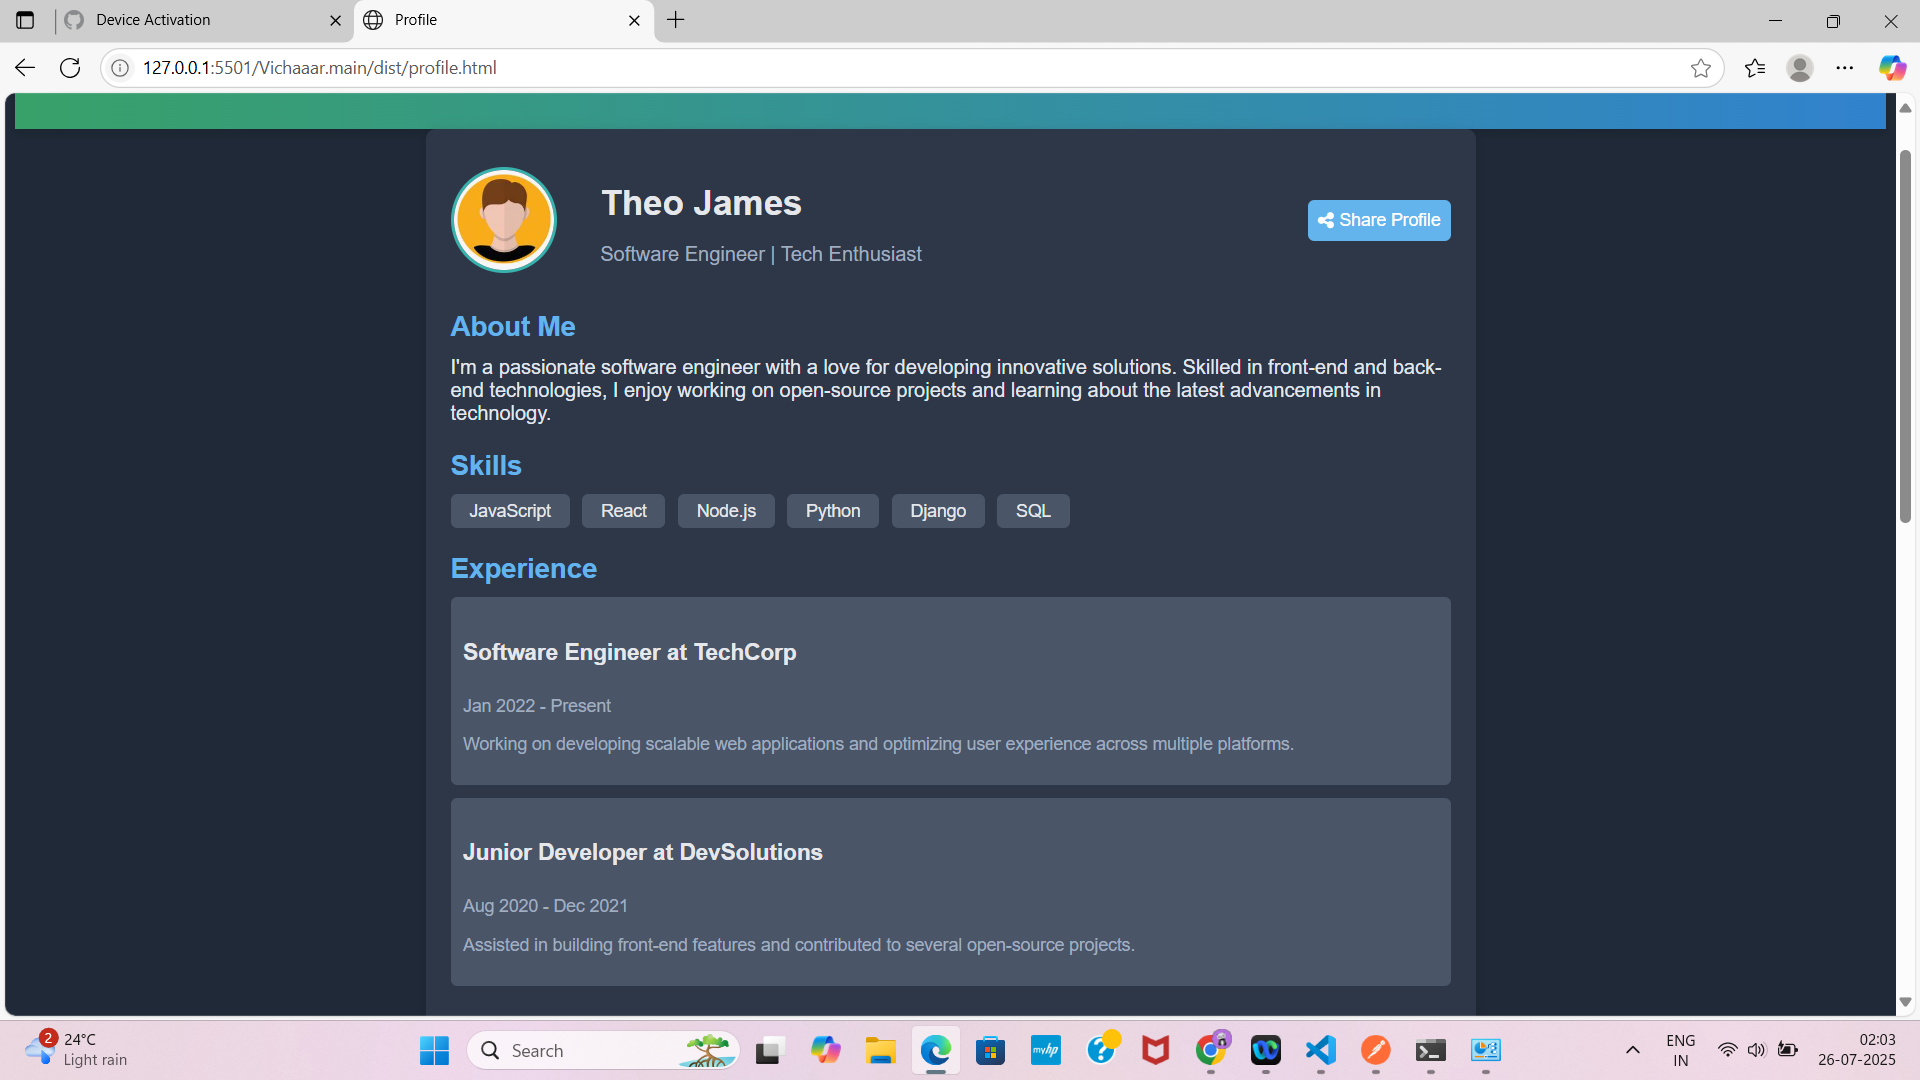 Device Activation
Profile
127.0.0.1:5501/Vichaaar.main/dist/profile.html
Theo James
Share Profile
Software Engineer | Tech Enthusiast
About Me
I'm a passionate software engineer with a love for developing innovative solutions. Skilled in front-end and back-
end technologies, I enjoy working on open-source projects and learning about the latest advancements in
technology.
Skills
JavaScript
React
Node.js
Python
Django
SQL
Experience
Software Engineer at TechCorp
Jan 2022 - Present
Working on developing scalable web applications and optimizing user experience across multiple platforms.
Junior Developer at DevSolutions
Aug 2020 - Dec 2021
Assisted in building front-end features and contributed to several open-source projects.
2
24°C
Light rain
Search
myhp
ENG
IN
02:03
26-07-2025